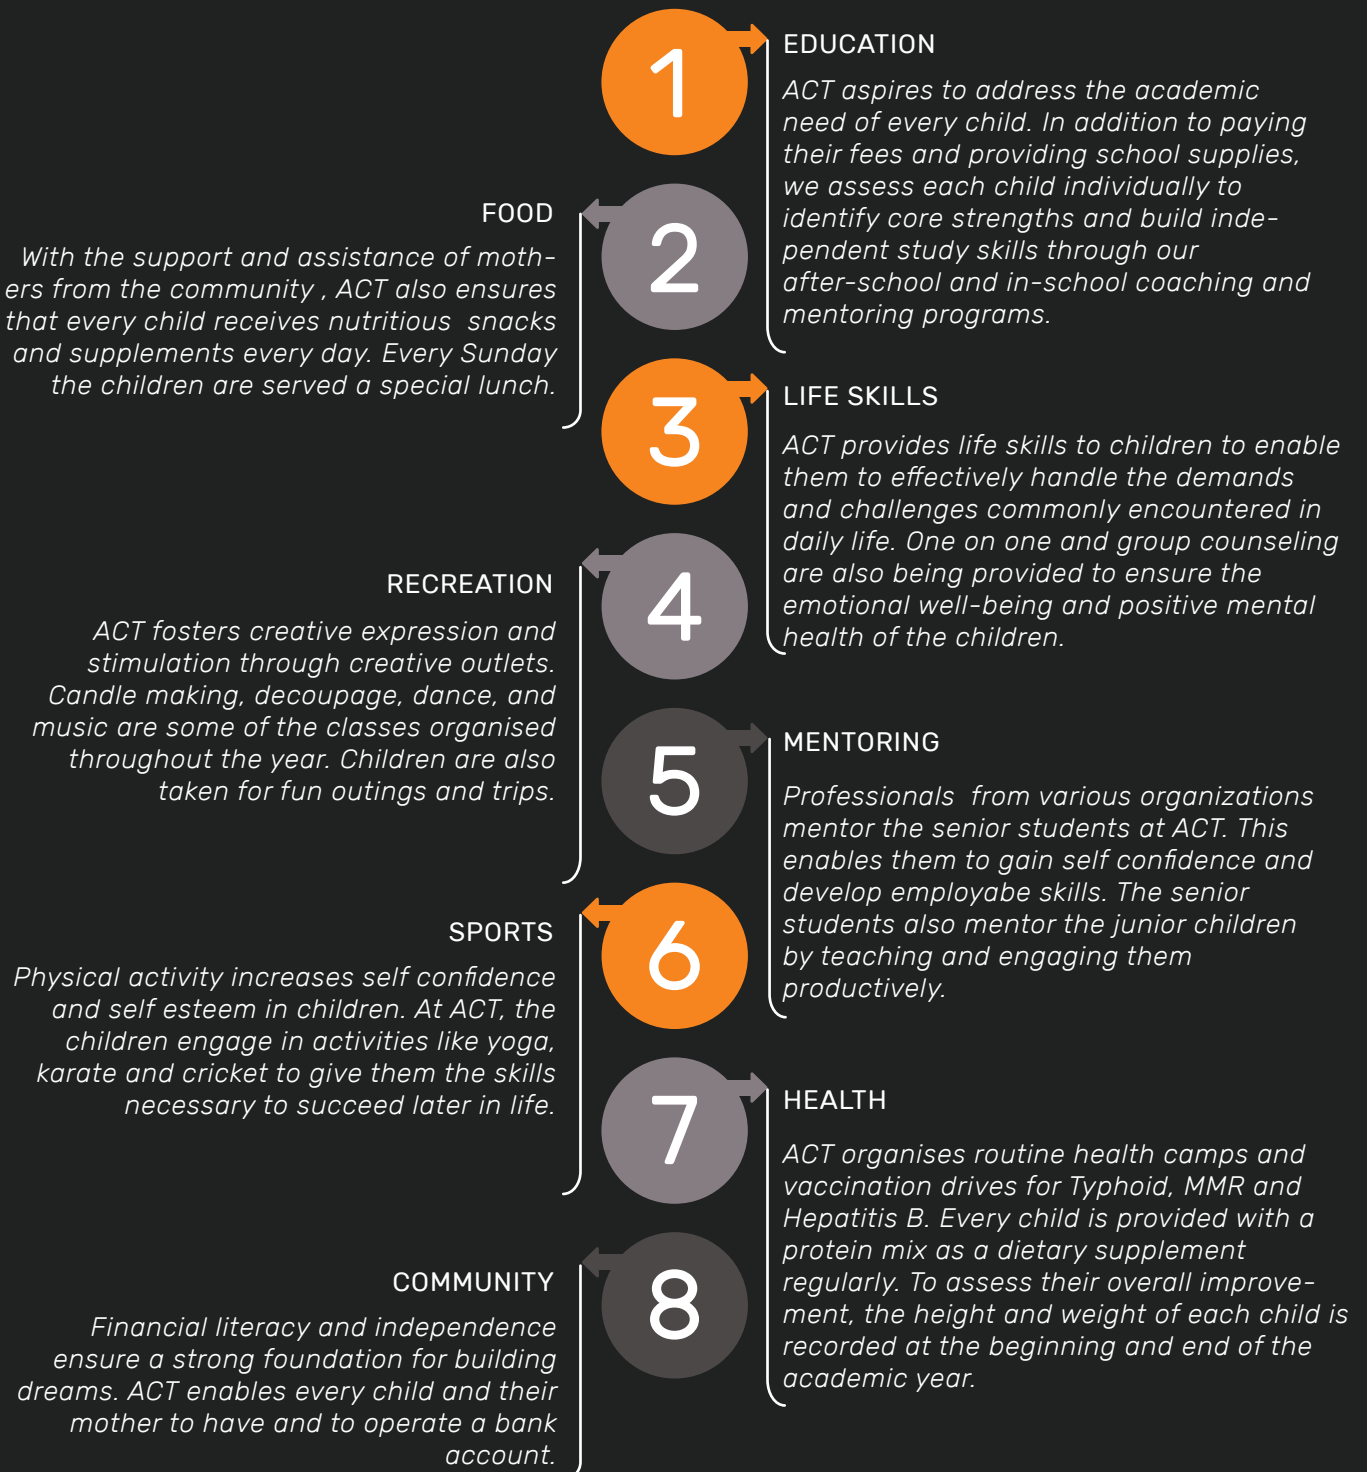 1
EDUCATION
ACT aspires to address the academic
need of every child. In addition to paying
their fees and providing school supplies,
we assess each child individually to
identify core strengths and build inde-
pendent study skills through our
after-school and in-school coaching and
mentoring programs.
2
FOOD
With the support and assistance of moth-
ers from the community , ACT also ensures
that every child receives nutritious  snacks
and supplements every day. Every Sunday
the children are served a special lunch.
3
LIFE SKILLS
ACT provides life skills to children to enable
them to effectively handle the demands
and challenges commonly encountered in
daily life. One on one and group counseling
are also being provided to ensure the
emotional well-being and positive mental
health of the children.
4
RECREATION
ACT fosters creative expression and
stimulation through creative outlets.
Candle making, decoupage, dance, and
music are some of the classes organised
throughout the year. Children are also
taken for fun outings and trips.
5
MENTORING
Professionals  from various organizations
mentor the senior students at ACT. This
enables them to gain self confidence and
develop employabe skills. The senior
students also mentor the junior children
by teaching and engaging them
productively.
6
SPORTS
Physical activity increases self confidence
and self esteem in children. At ACT, the
children engage in activities like yoga,
karate and cricket to give them the skills
necessary to succeed later in life.
7
HEALTH
ACT organises routine health camps and
vaccination drives for Typhoid, MMR and
Hepatitis B. Every child is provided with a
protein mix as a dietary supplement
regularly. To assess their overall improve-
ment, the height and weight of each child is
recorded at the beginning and end of the
academic year.
8
COMMUNITY
Financial literacy and independence
ensure a strong foundation for building
dreams. ACT enables every child and their
mother to have and to operate a bank
account.